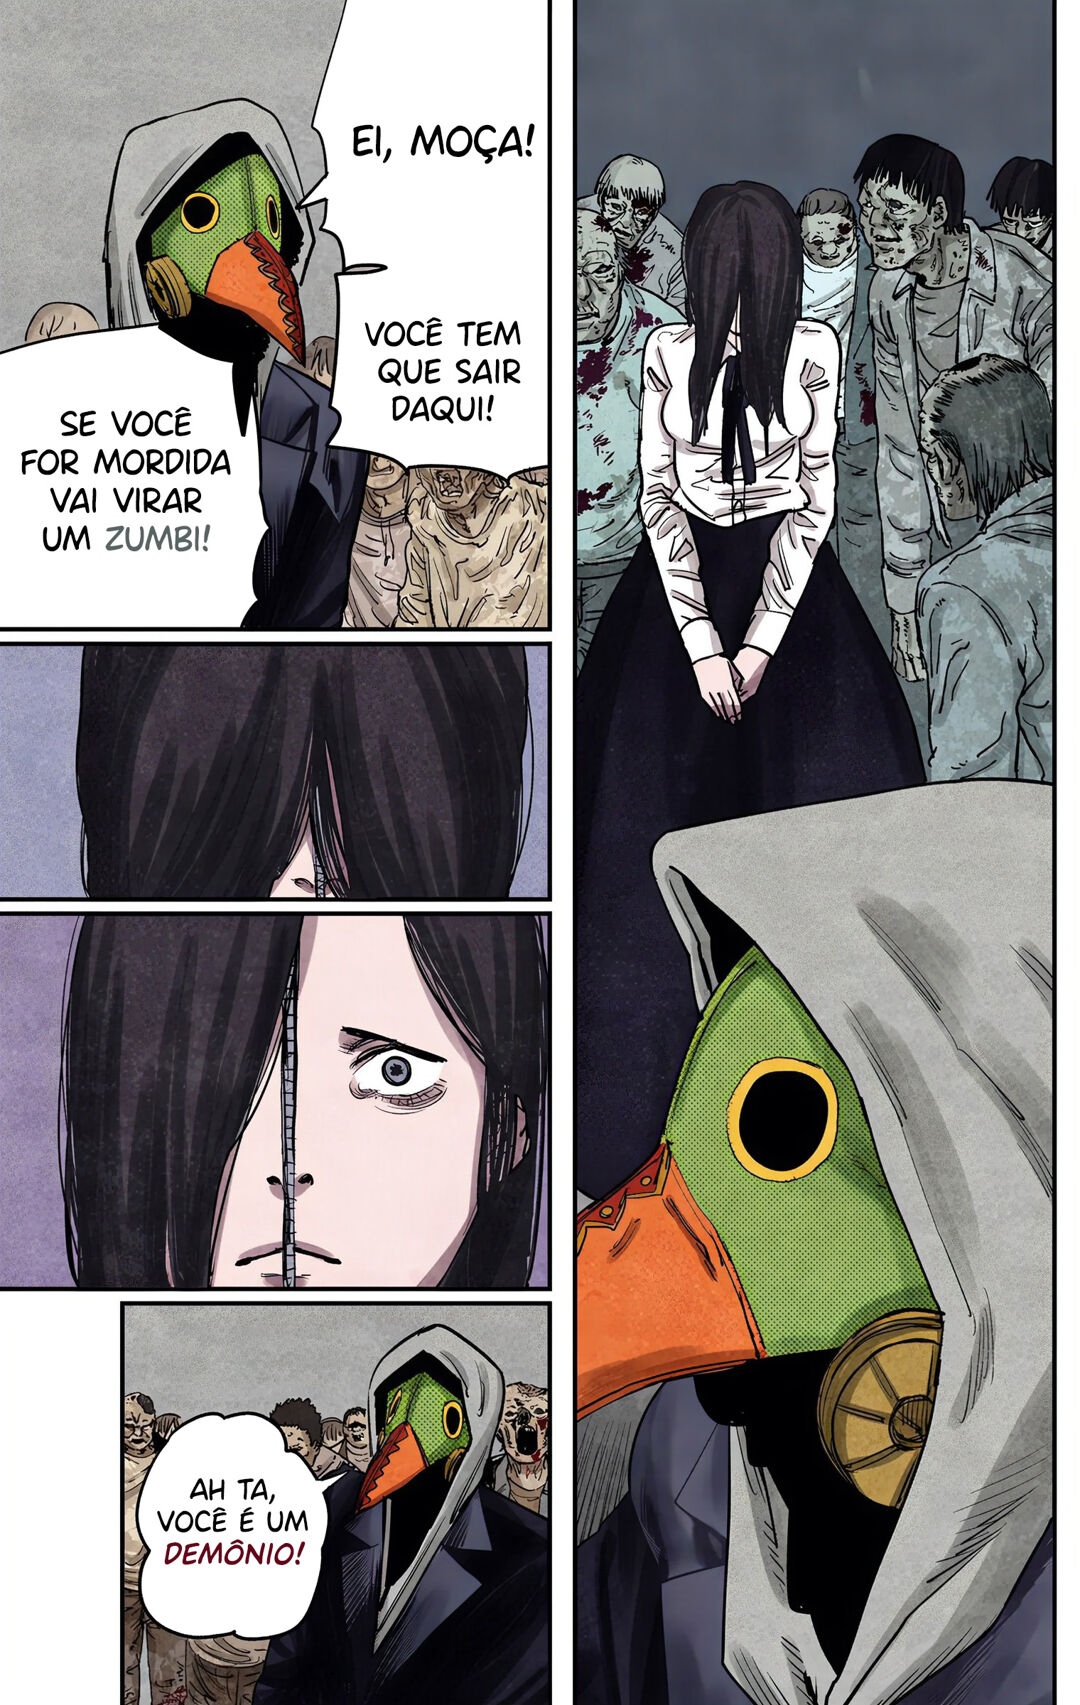 EI, MOÇA!
VOCÊ TEM
QUE SAIR
DAQUI!
SE VOCÊ
FOR MORDIDA
VAI VIRAR
UM ZUMBI!
AH TA,
VOCÊ É UM
DEMÔNIO!